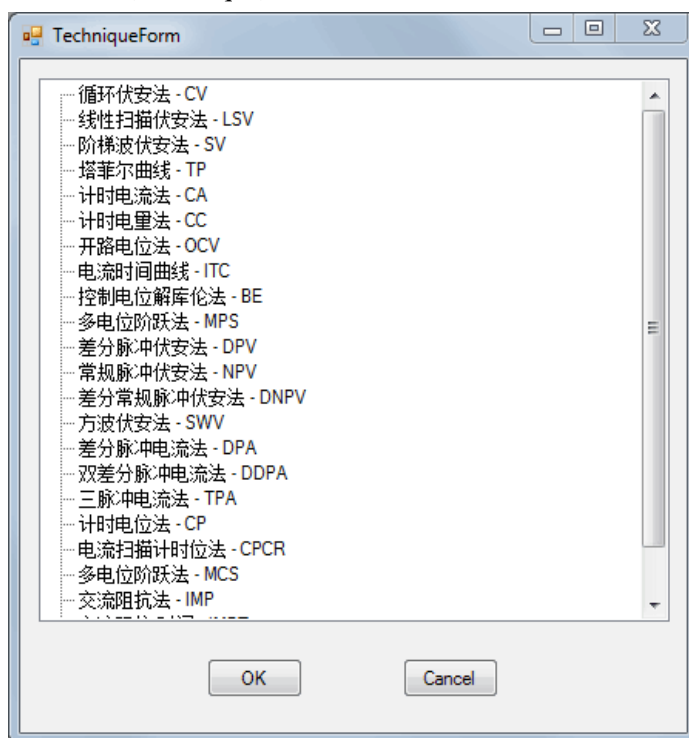 TechniqueForm
循环伏安法 - CV
线性扫描伏安法 - LSV
阶梯波伏安法 - SV
塔菲尔曲线 - TP
计时电流法 - CA
计时电量法 - CC
开路电位法 - OCV
电流时间曲线 - ITC
控制电位解库伦法 - BE
多电位阶跃法 - MPS
差分脉冲伏安法 - DPV
常规脉冲伏安法 - NPV
差分常规脉冲伏安法 - DNPV
方波伏安法 - SWV
差分脉冲电流法 - DPA
双差分脉冲电流法 - DDPA
三脉冲电流法 - TPA
计时电位法 - CP
电流扫描计时位法 - CPCR
多电位阶跃法 - MCS
交流阻抗法 - IMP
OK Cancel